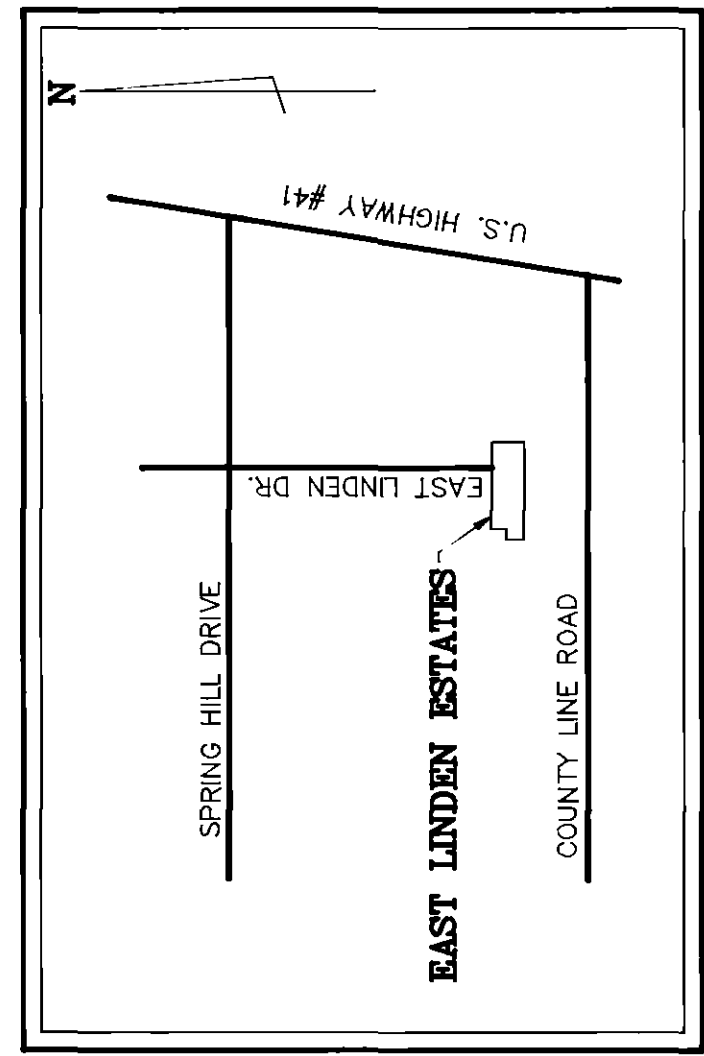 N
U.S. HIGHWAY #41
EAST LINDEN DR.
SPRING HILL DRIVE
EAST LINDEN ESTATES
COUNTY LINE ROAD